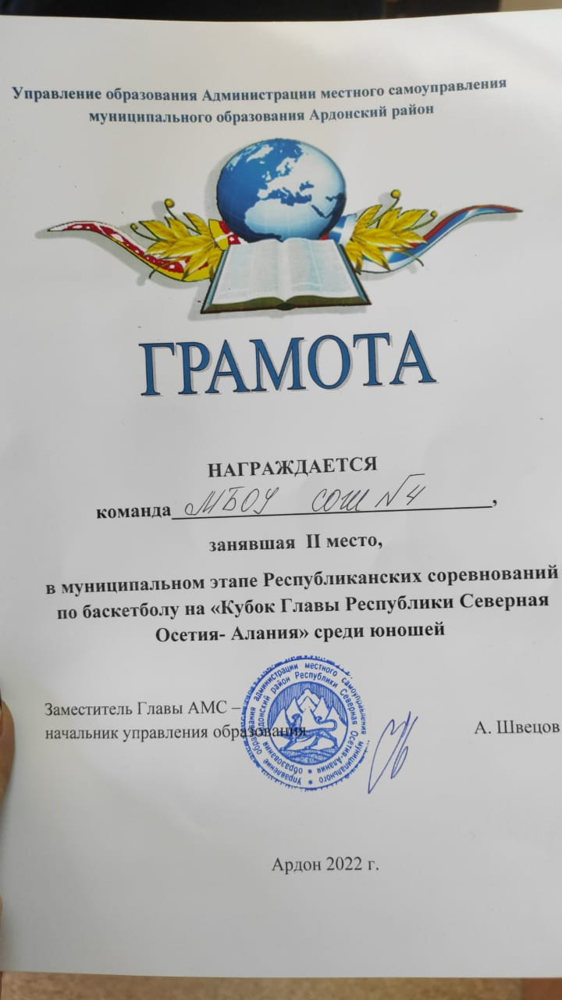 Управление образования Администрации местного самоуправления
муниципального образования Ардонский район
ГРАМОТА
НАГРАЖДАЕТСЯ
команда МБОУ СОШ №4,
занявшая II место,
в муниципальном этапе Республиканских соревнований
по баскетболу на «Кубок Главы Республики Северная
Осетия- Алания» среди юношей
Заместитель Главы АМС –
начальник управления образования
А. Швецов
Управление образования администрации местного самоуправления муниципального
образования Ардонский район Республики Северная Осетия-Алания
Ардон 2022 г.